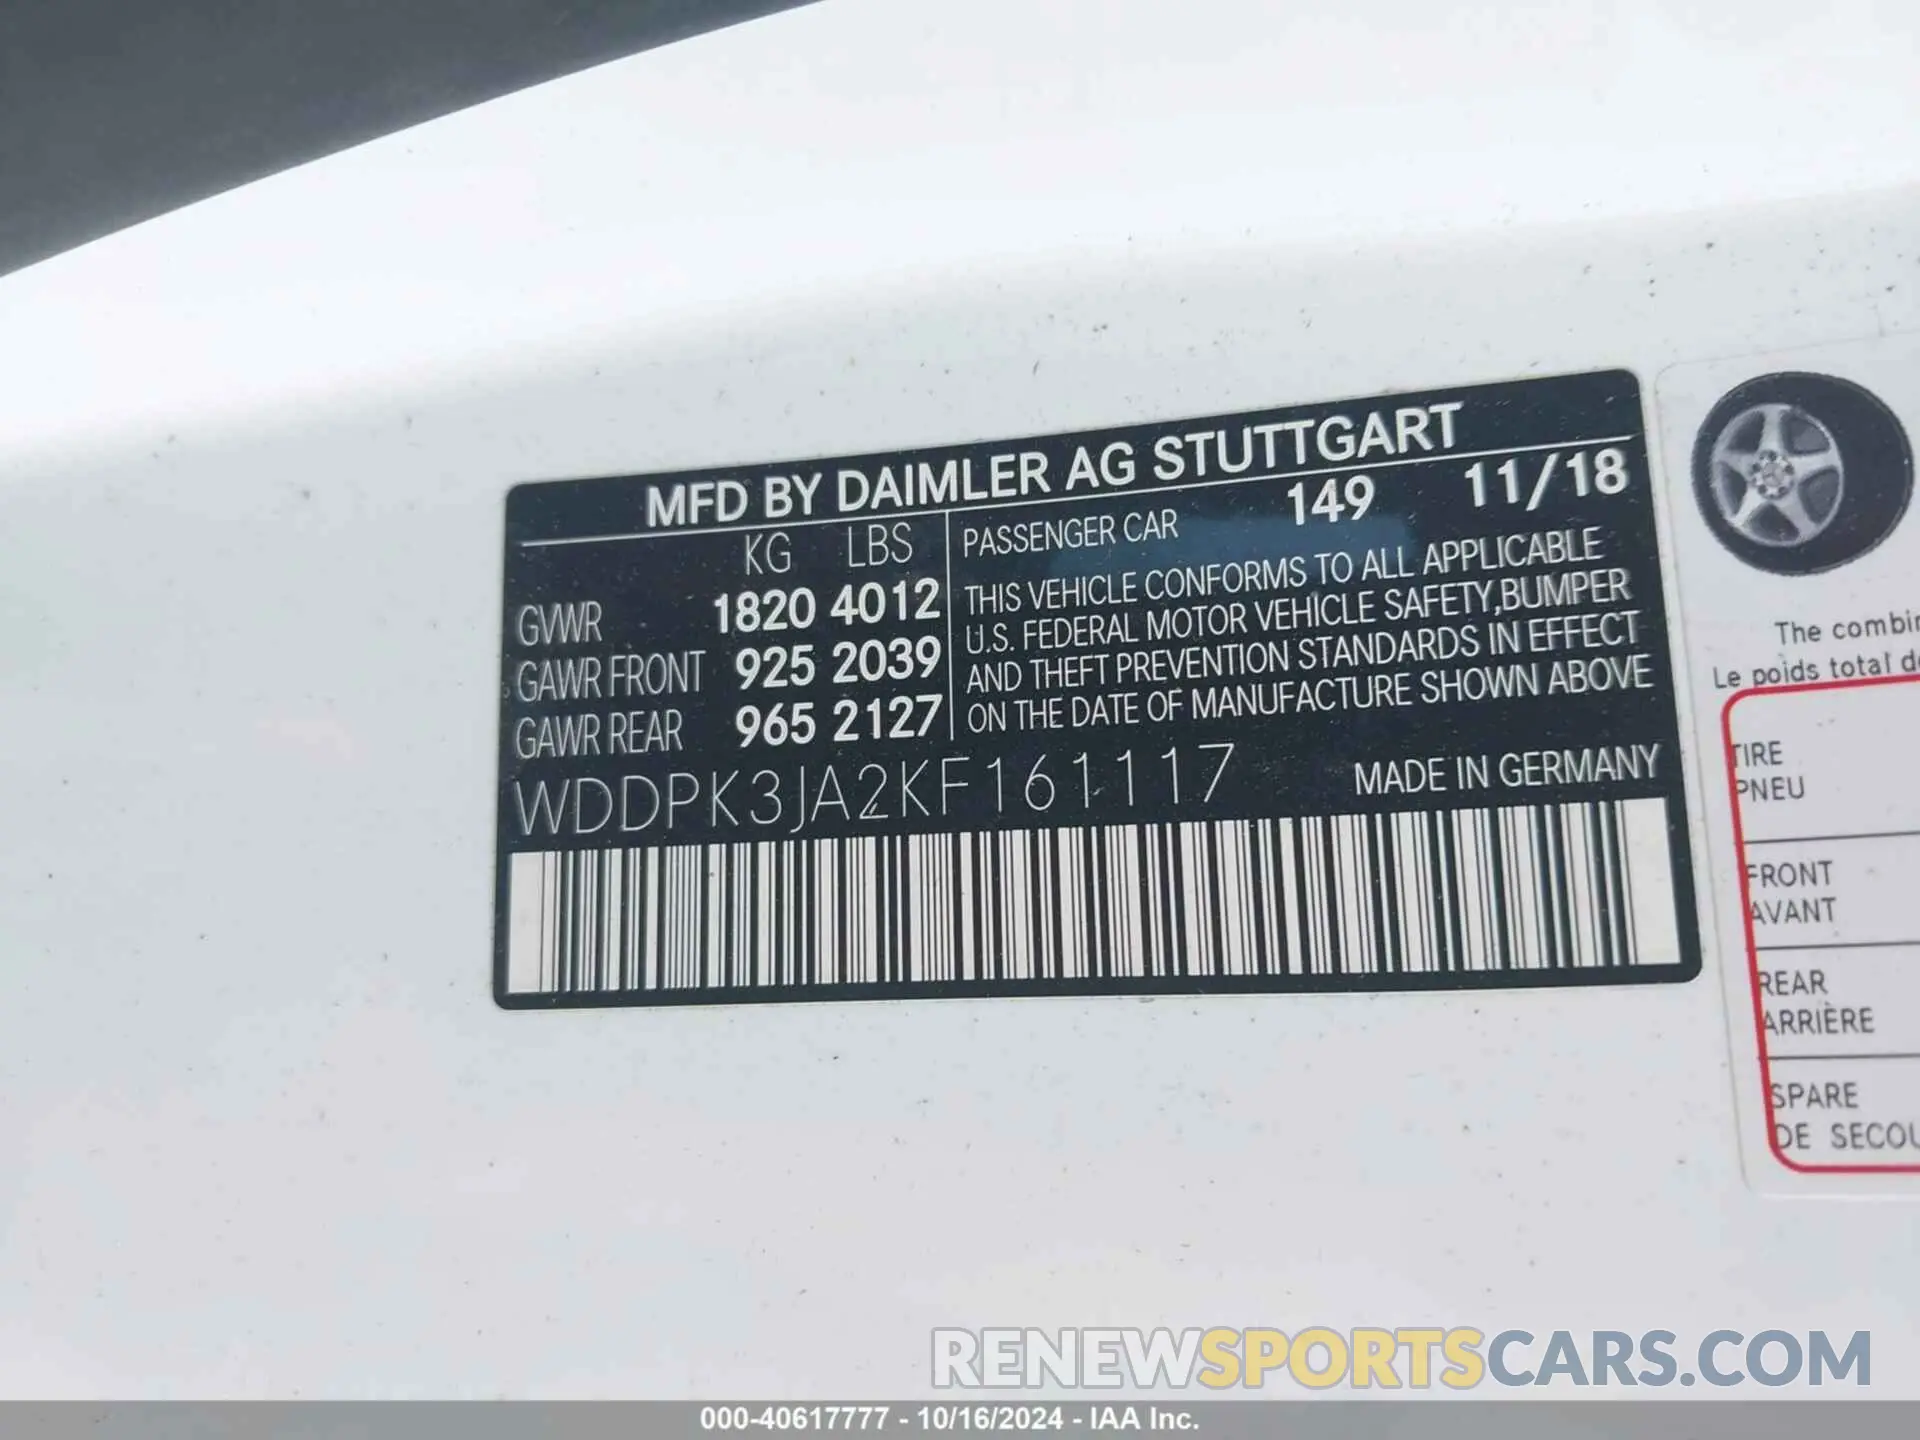 MFD BY DAIMLER AG STUTTGART
KG LBS
GVWR 1820 4012
GAWR FRONT 925 2039
GAWR REAR 965 2127
PASSENGER CAR 149 11/18
THIS VEHICLE CONFORMS TO ALL APPLICABLE
U.S. FEDERAL MOTOR VEHICLE SAFETY,BUMPER
AND THEFT PREVENTION STANDARDS IN EFFECT
ON THE DATE OF MANUFACTURE SHOWN ABOVE
WDDPK3JA2KF161117
MADE IN GERMANY
The combin
Le poids total de
TIRE
PNEU
FRONT
AVANT
REAR
ARRIÈRE
SPARE
DE SECOU
RENEWSPORTSCARS.COM
000-40617777 - 10/16/2024 - IAA Inc.